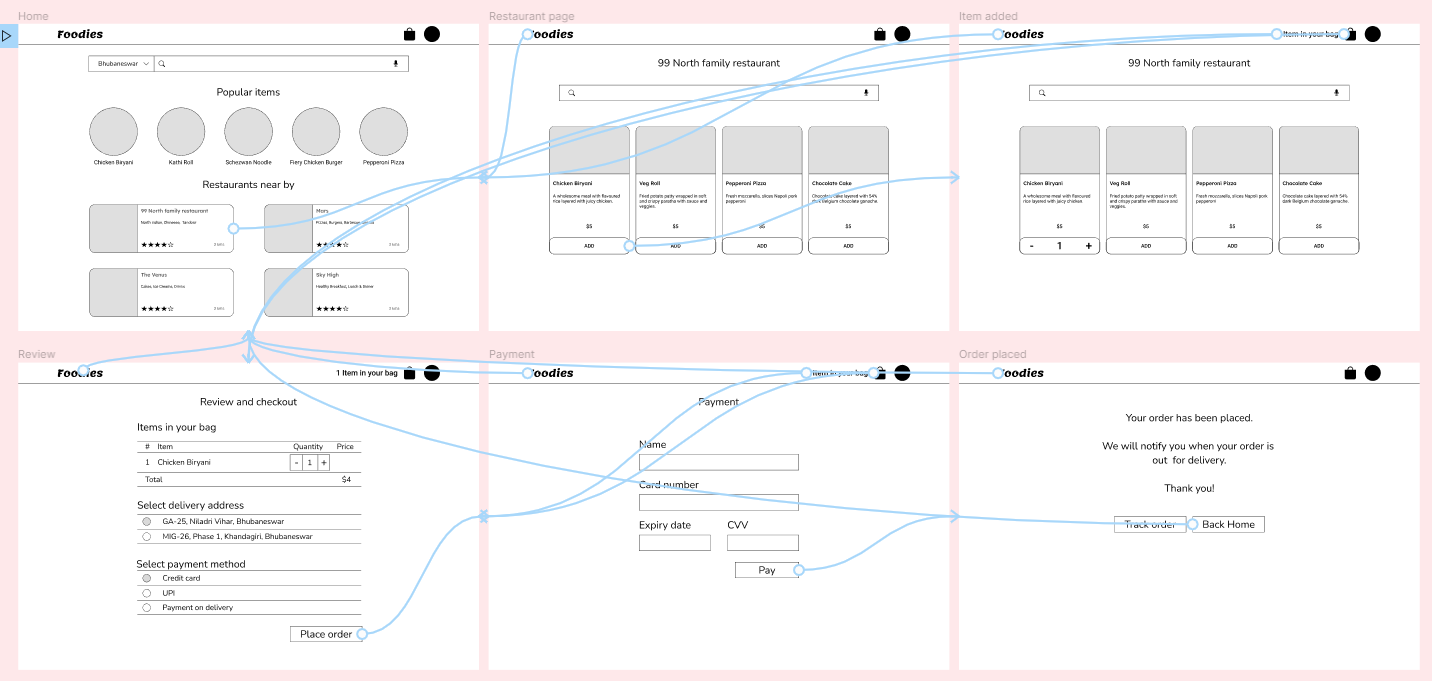 Home
Foodies
Bhubaneswar
Popular items
Chicken Biryani
Kathi Roll
Schezwan Noodle
Fiery Chicken Burger
Pepperoni Pizza
Restaurants near by
99 North family restaurant
North Indian, Chineese, Tandoor
★★★★☆
Mom
Pizzas, Burgers, Barbeque,
★★★★☆
The Venus
Cakes, Ice Creams, Drinks
★★★★☆
Sky High
Healthy Breakfast, Lunch & Dinner
★★★★☆
Restaurant page
Foodies
99 North family restaurant
Chicken Biryani
A wholesome meal with flavoured
rice layered with juicy chicken.
$5
ADD
Veg Roll
Fried potato patty wrapped in soft
and crispy paratha with sauce and
veggies.
$5
ADD
Pepperoni Pizza
Fresh mozzarella, slices Napoli pork
pepperoni
$5
ADD
Chocolate Cake
Chocolate cake layered with 54%
dark Belgium chocolate ganache.
$5
ADD
Item added
Foodies
Item in your bag
99 North family restaurant
Chicken Biryani
A wholesome meal with flavoured
rice layered with juicy chicken
$5
- 1 +
Veg Roll
Fried potato patty wrapped in soft
and crispy paratha with sauce and
veggies.
$5
ADD
Pepperoni Pizza
Fresh mozzarella, slices Napoli pork
pepperoni
$5
ADD
Chocolate Cake
Chocolate cake layered with 54%
dark Belgium chocolate ganache.
$5
ADD
Review
Foodies
1 Item in your bag
Review and checkout
Items in your bag
# Item Quantity Price
1 Chicken Biryani - 1 +
Total $4
Select delivery address
GA-25, Niladri Vihar, Bhubaneswar
MIG-26, Phase 1, Khandagiri, Bhubaneswar
Select payment method
Credit card
UPI
Payment on delivery
Place order
Payment
Foodies
Item in your bag
Payment
Name
Card number
Expiry date CVV
Pay
Order placed
Foodies
Your order has been placed.
We will notify you when your order is
out for delivery.
Thank you!
Track order
Back Home